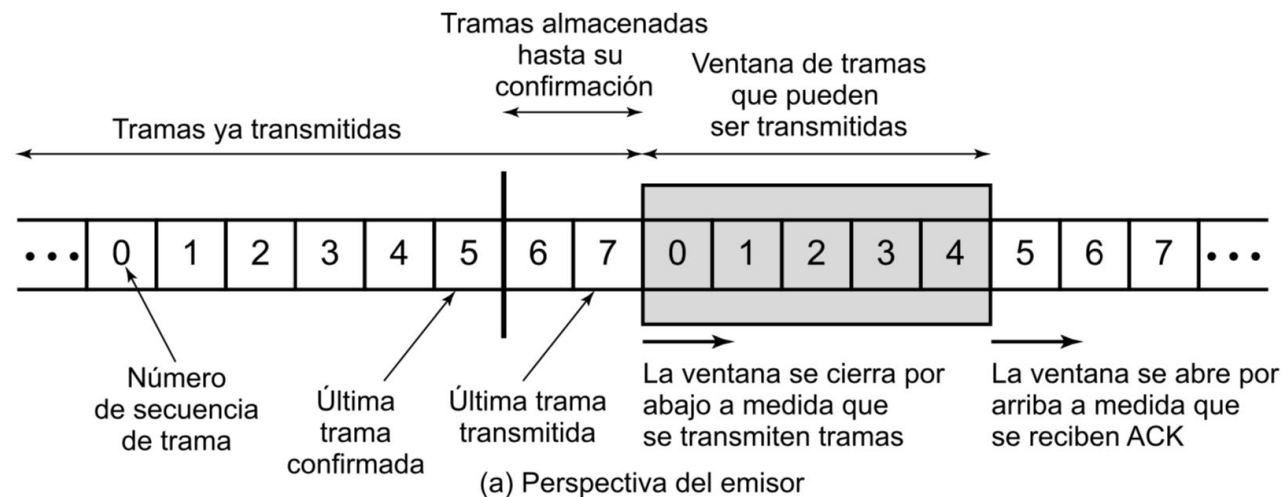 Tramas almacenadas
hasta su
confirmación
Ventana de tramas
que pueden
ser transmitidas
Tramas ya transmitidas
••• 0 1 2 3 4 5 6 7 0 1 2 3 4 5 6 7 •••
Número
de secuencia
de trama
Última
trama
confirmada
Última trama
transmitida
La ventana se cierra por
abajo a medida que
se transmiten tramas
La ventana se abre por
arriba a medida que
se reciben ACK
(a) Perspectiva del emisor